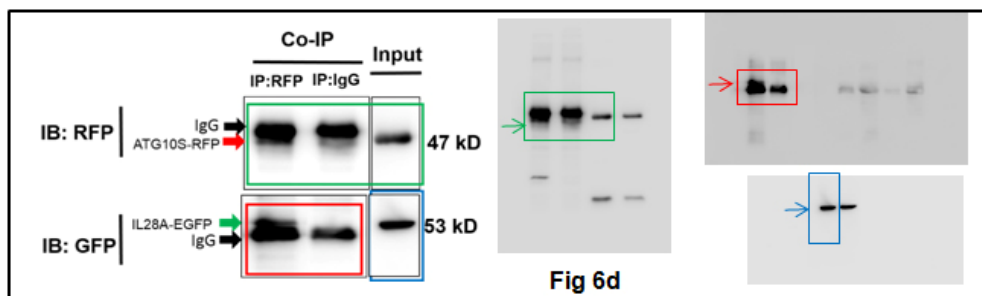 Co-IP
Input
IP:RFP IP:IgG
IB: RFP
IgG
ATG10S-RFP
47 kD
IB: GFP
IL28A-EGFP
IgG
53 kD
Fig 6d